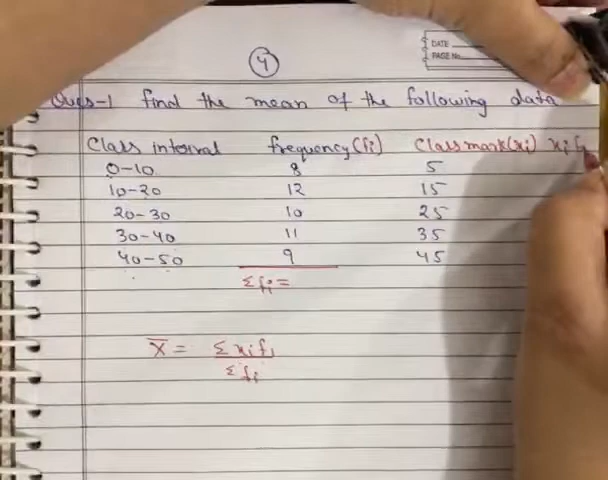 4
DATE
PAGE No.
Ques-1 find the mean of the following data
Class interval frequency (fi) Class mark (xi) xifi
0-10 8 5
10-20 12 15
20-30 10 25
30-40 11 35
40-50 9 45
Σfi =
x̄ = Σxifi
Σfi